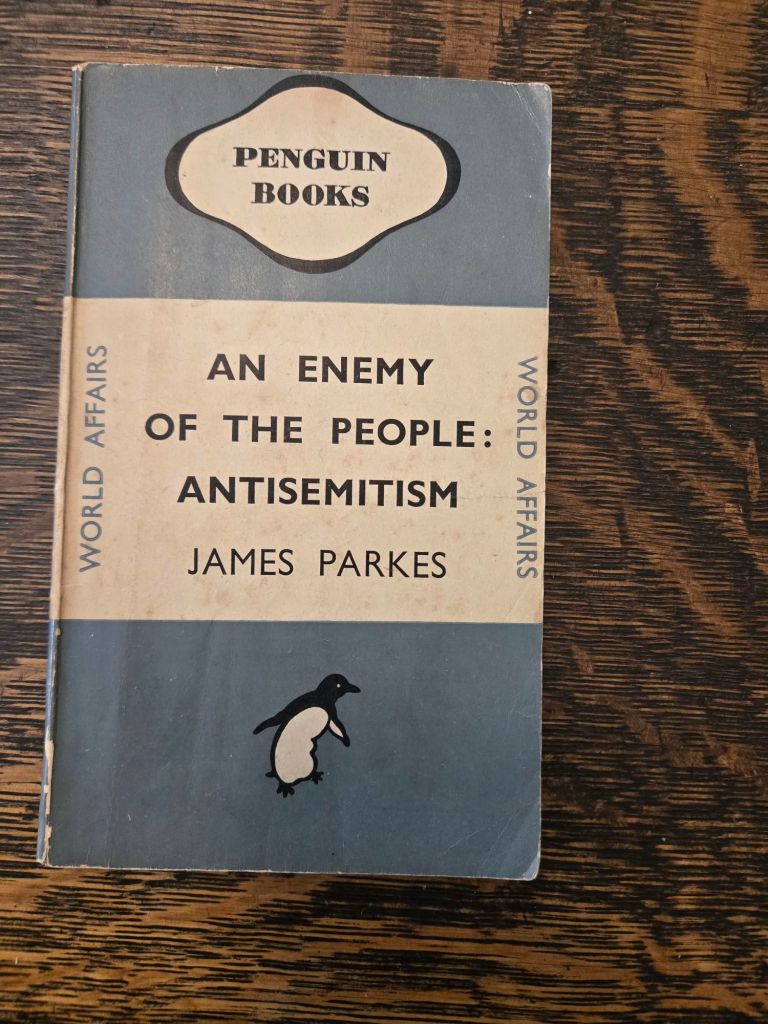 PENGUIN
BOOKS
AN ENEMY
OF THE PEOPLE:
ANTISEMITISM
JAMES PARKES
WORLD AFFAIRS
WORLD AFFAIRS